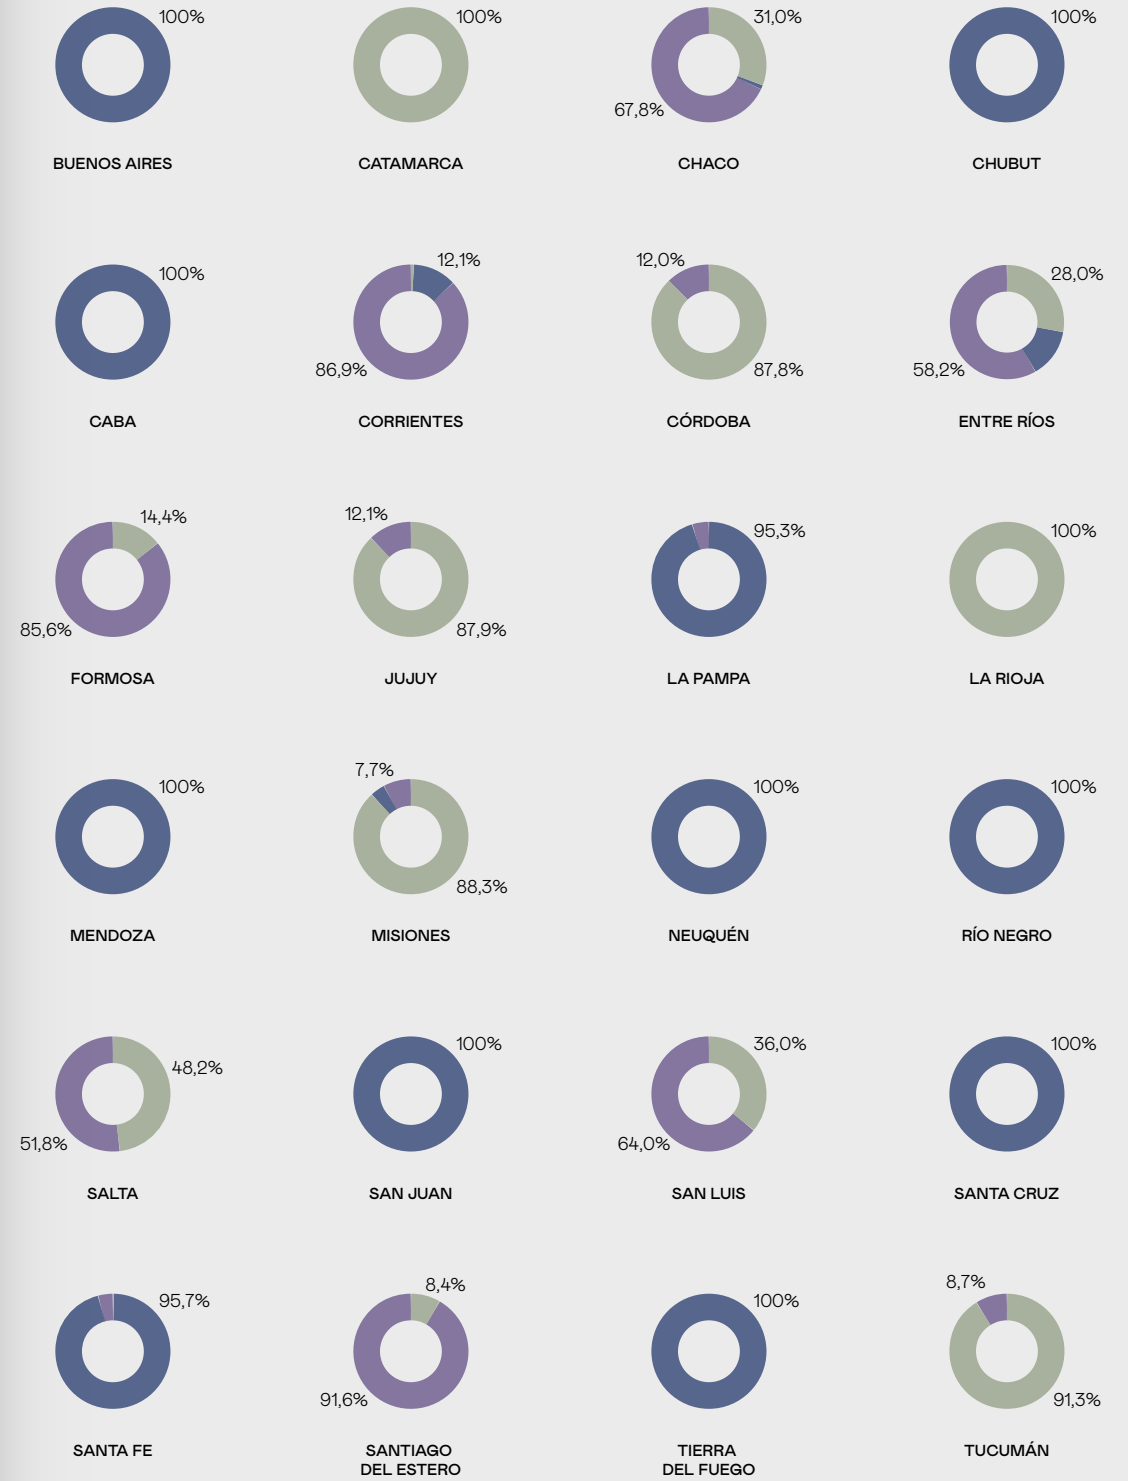 100%
100%
31,0%
100%
67,8%
BUENOS AIRES
CATAMARCA
CHACO
CHUBUT
100%
12,1%
12,0%
28,0%
86,9%
87,8%
58,2%
CABA
CORRIENTES
CÓRDOBA
ENTRE RÍOS
14,4%
12,1%
95,3%
100%
85,6%
87,9%
FORMOSA
JUJUY
LA PAMPA
LA RIOJA
100%
7,7%
100%
100%
88,3%
MENDOZA
MISIONES
NEUQUÉN
RÍO NEGRO
48,2%
100%
36,0%
100%
51,8%
64,0%
SALTA
SAN JUAN
SAN LUIS
SANTA CRUZ
95,7%
8,4%
100%
8,7%
91,6%
91,3%
SANTA FE
SANTIAGO
DEL ESTERO
TIERRA
DEL FUEGO
TUCUMÁN